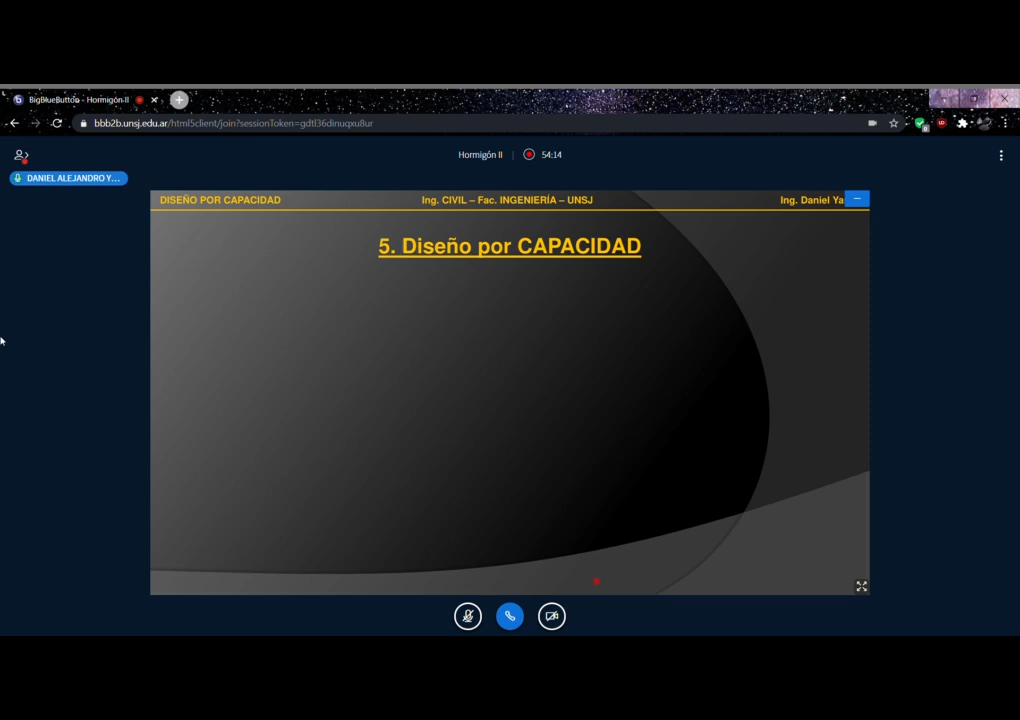 BigBlueButton - Hormigón II
bbb2b.unsj.edu.ar/html5client/join?sessionToken=gdtl36dinuqxu8ur
Hormigón II | 54:14
DANIEL ALEJANDRO Y...
DISEÑO POR CAPACIDAD Ing. CIVIL – Fac. INGENIERÍA – UNSJ Ing. Daniel Ya
5. Diseño por CAPACIDAD